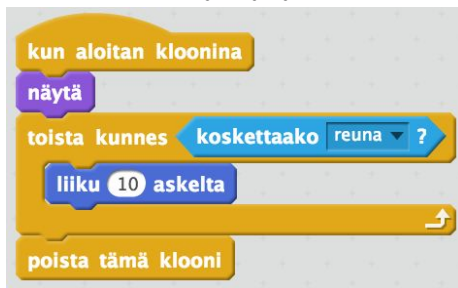 kun aloitan kloonina
näytä
toista kunnes koskettaako reuna ?
liiku 10 askelta
poista tämä klooni